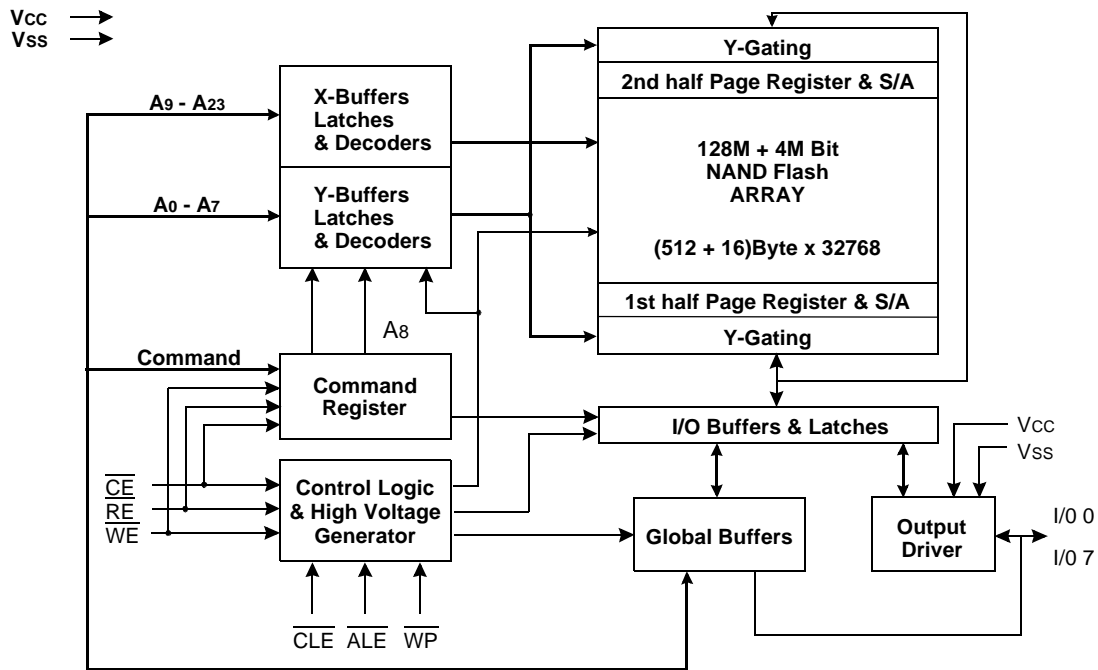 VCC
VSS
Y-Gating
2nd half Page Register & S/A
A9 - A23
X-Buffers
Latches
& Decoders
128M + 4M Bit
NAND Flash
ARRAY
A0 - A7
Y-Buffers
Latches
& Decoders
(512 + 16)Byte x 32768
1st half Page Register & S/A
A8
Y-Gating
Command
Command
Register
I/O Buffers & Latches
VCC
VSS
CE
RE
WE
Control Logic
& High Voltage
Generator
Global Buffers
Output
Driver
I/0 0
I/0 7
CLE
ALE
WP